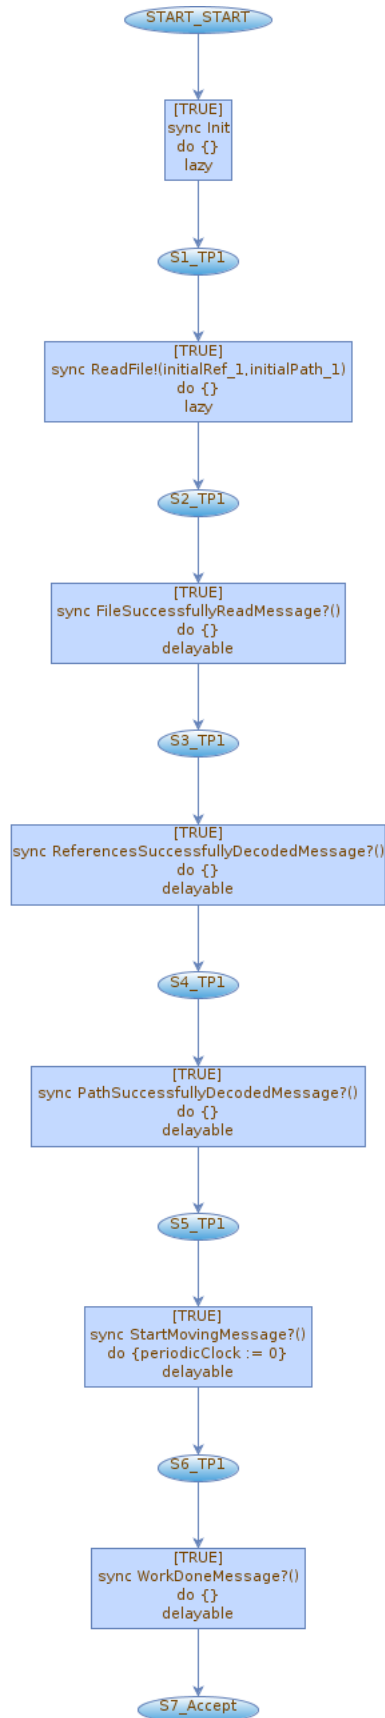 START_START
[TRUE]
sync Init
do {}
lazy
S1_TP1
[TRUE]
sync ReadFile!(initialRef_1,initialPath_1)
do {}
lazy
S2_TP1
[TRUE]
sync FileSuccessfullyReadMessage?()
do {}
delayable
S3_TP1
[TRUE]
sync ReferencesSuccessfullyDecodedMessage?()
do {}
delayable
S4_TP1
[TRUE]
sync PathSuccessfullyDecodedMessage?()
do {}
delayable
S5_TP1
[TRUE]
sync StartMovingMessage?()
do {periodicClock := 0}
delayable
S6_TP1
[TRUE]
sync WorkDoneMessage?()
do {}
delayable
S7_Accept